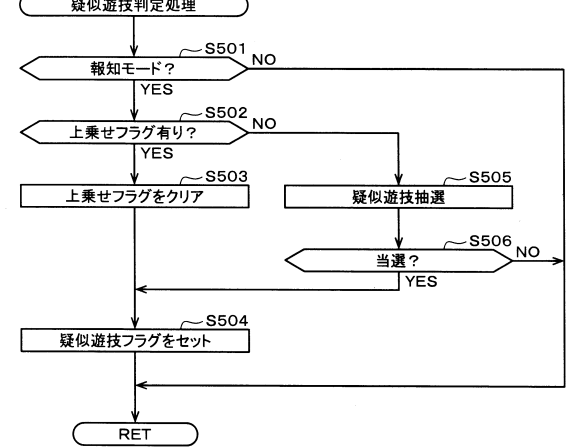 疑似遊技判定処理
S501
報知モード？
NO
YES
S502
上乗せフラグ有り？
NO
YES
S503
上乗せフラグをクリア
S505
疑似遊技抽選
S506
当選？
NO
YES
S504
疑似遊技フラグをセット
RET